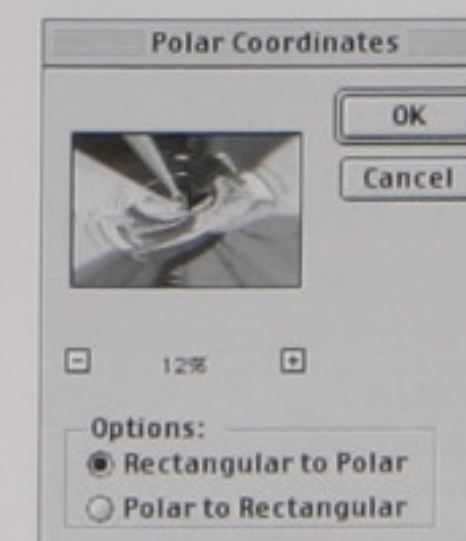 Polar Coordinates
OK
Cancel
12%
Options:
Rectangular to Polar
Polar to Rectangular